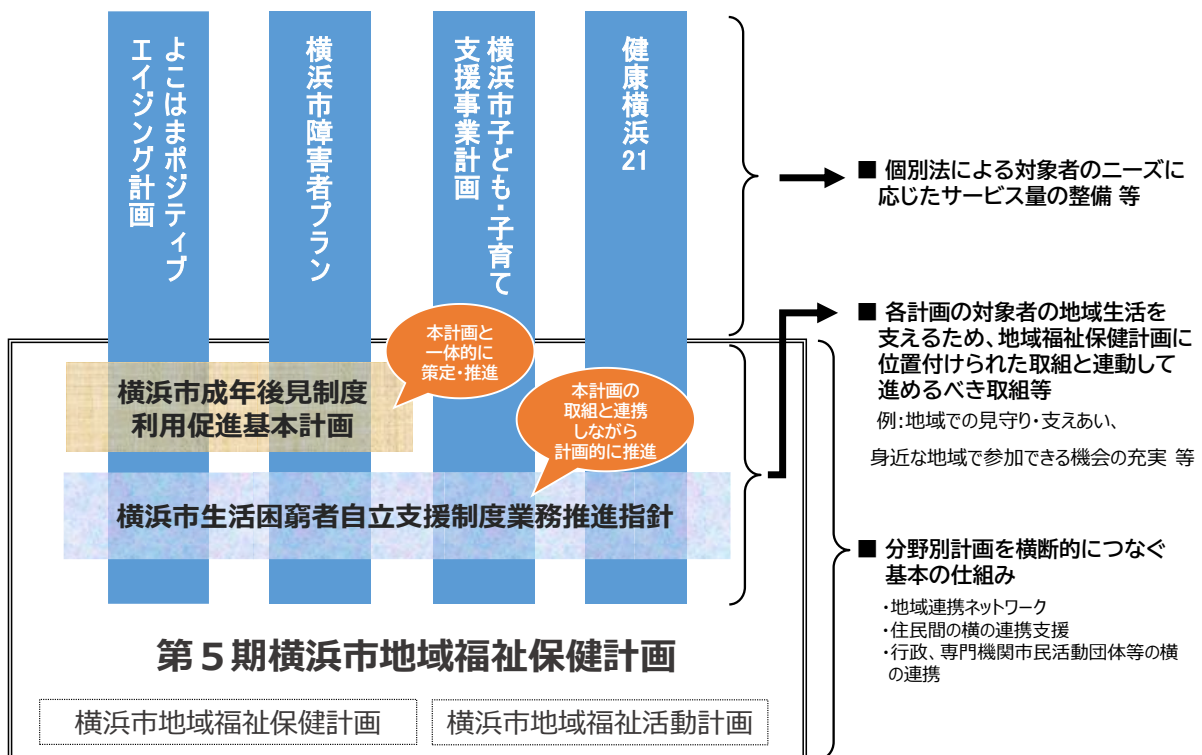 よこはまポジティブ
エイジング計画
横浜市障害者プラン
横浜市子ども・子育て
支援事業計画
健康横浜21
■ 個別法による対象者のニーズに
応じたサービス量の整備 等
■ 各計画の対象者の地域生活を
支えるため、地域福祉保健計画に
位置付けられた取組と連動して
進めるべき取組等
例:地域での見守り・支えあい、
身近な地域で参加できる機会の充実 等
本計画と
一体的に
策定・推進
本計画の
取組と連携
しながら
計画的に推進
横浜市成年後見制度
利用促進基本計画
横浜市生活困窮者自立支援制度業務推進指針
■ 分野別計画を横断的につなぐ
基本の仕組み
・地域連携ネットワーク
・住民間の横の連携支援
・行政、専門機関市民活動団体等の横
の連携
第5期横浜市地域福祉保健計画
横浜市地域福祉保健計画
横浜市地域福祉活動計画